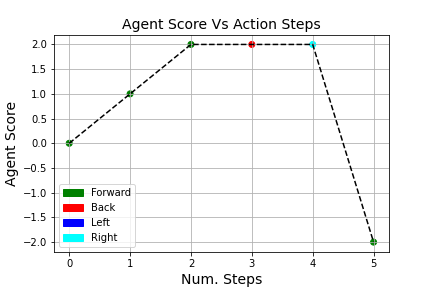 Agent Score Vs Action Steps
Agent Score
2.0
1.5
1.0
0.5
0.0
−0.5
−1.0
−1.5
−2.0
Forward
Back
Left
Right
0 1 2 3 4 5
Num. Steps